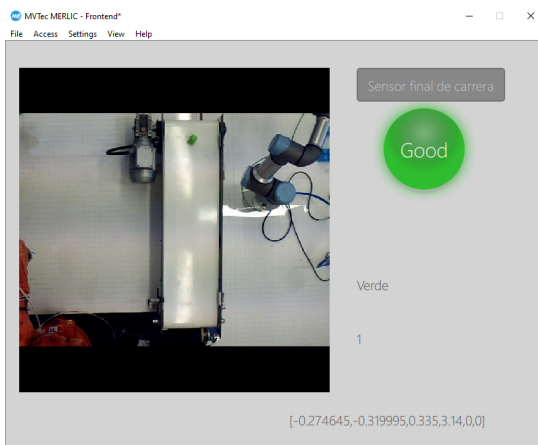 MVTec MERLIC - Frontend*
File Access Settings View Help
Sensor final de carrera
Good
Verde
1
[-0.274645,-0.319995,0.335,3.14,0,0]